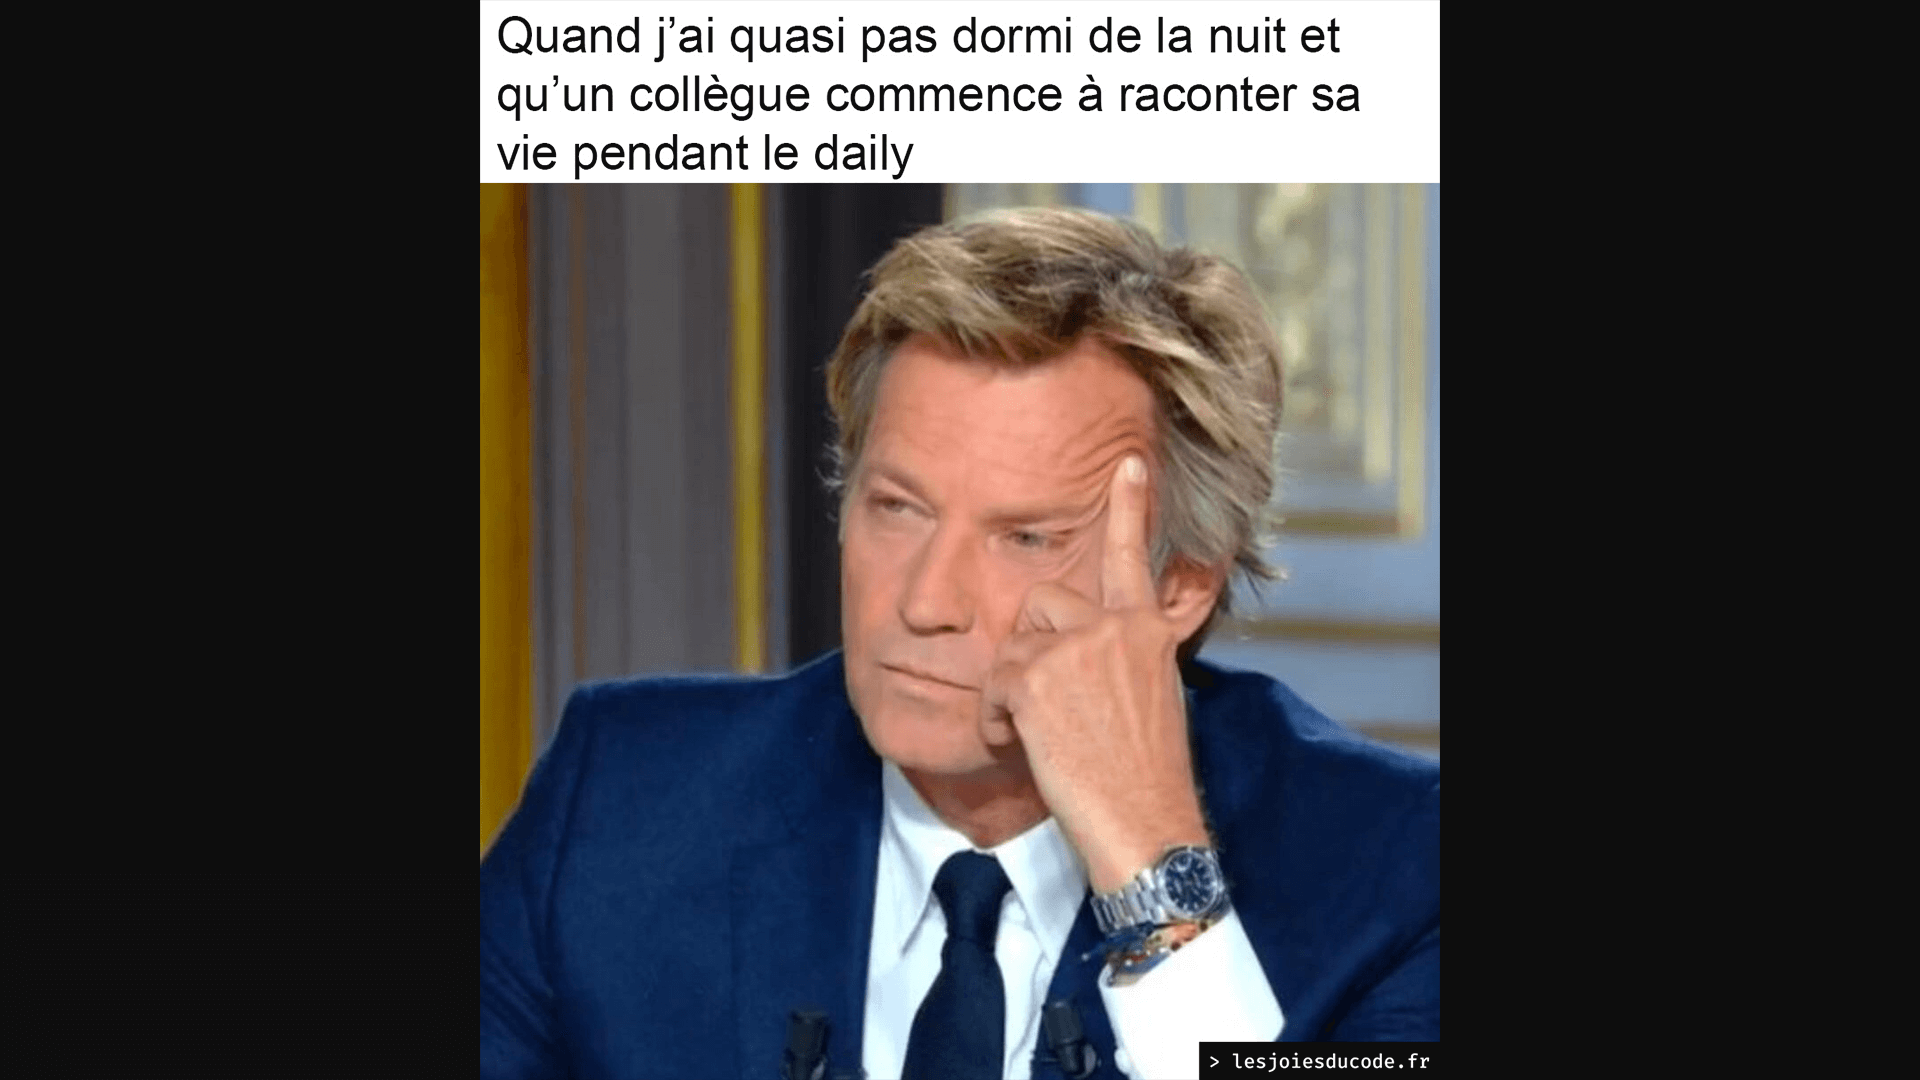 Quand j’ai quasi pas dormi de la nuit et
qu’un collègue commence à raconter sa
vie pendant le daily
> lesjoiesducode.fr